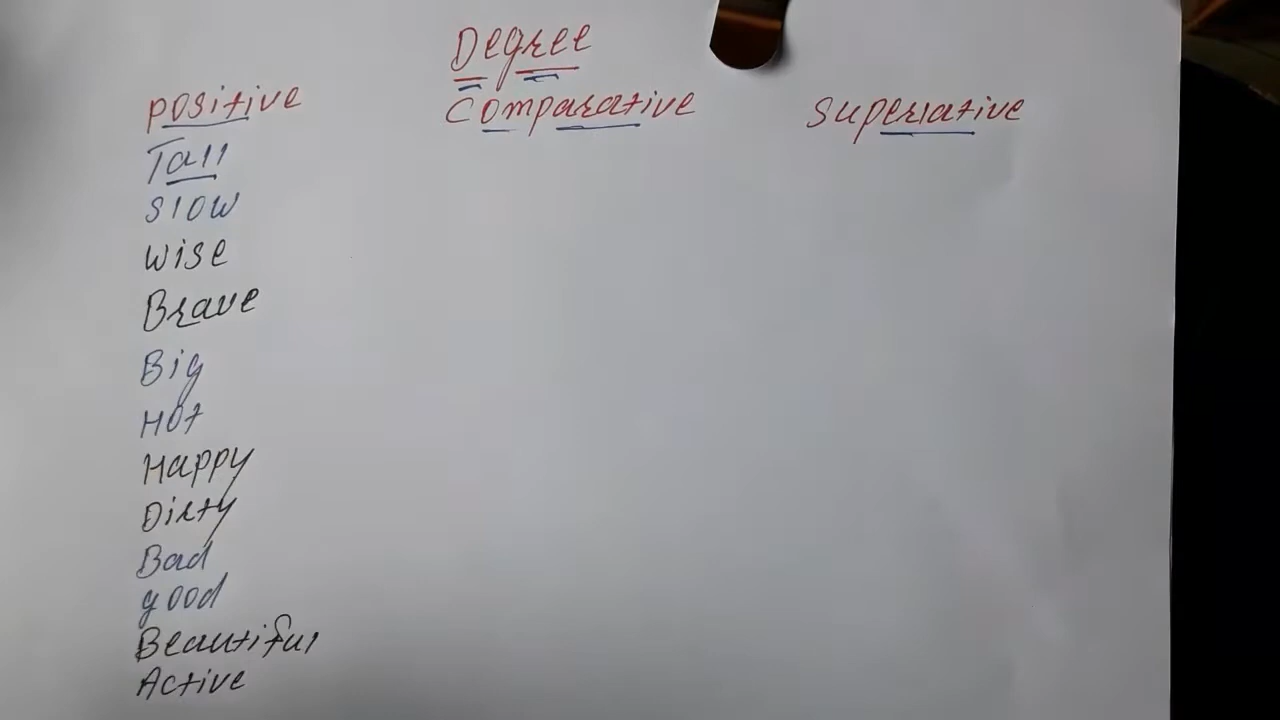 Degree
Positive Comparative Superlative
Tall
Slow
Wise
Brave
Big
Hot
Happy
Dirty
Bad
good
Beautiful
Active